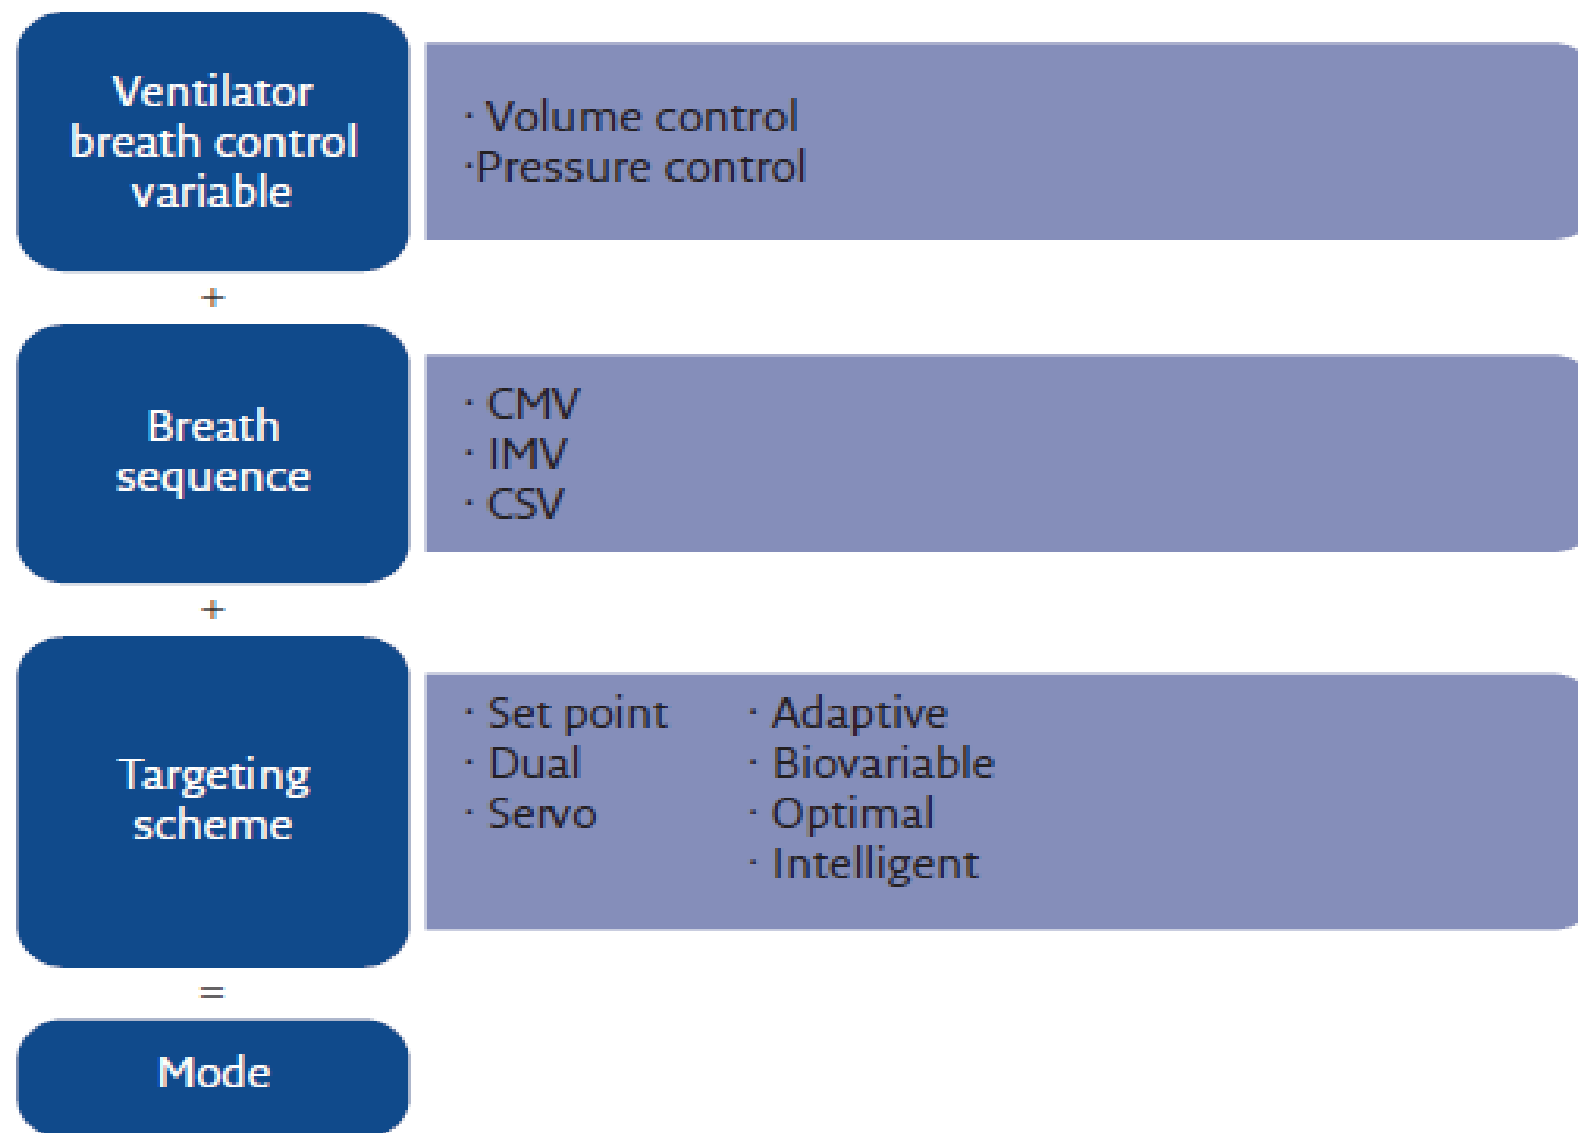 Ventilator
breath control
variable
· Volume control
·Pressure control
+
Breath
sequence
· CMV
· IMV
· CSV
+
Targeting
scheme
· Set point
· Dual
· Servo
· Adaptive
· Biovariable
· Optimal
· Intelligent
=
Mode